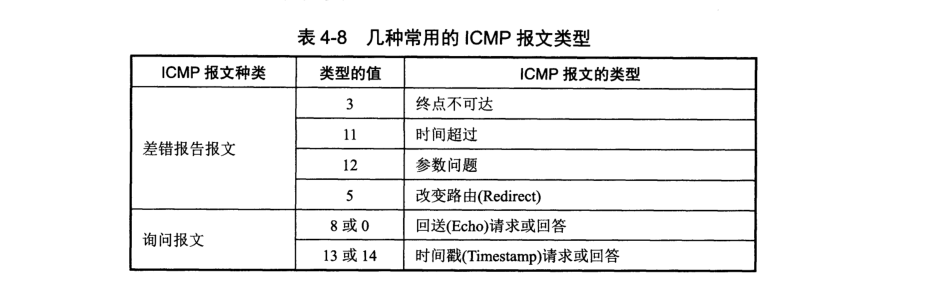 表 4-8 几种常用的 ICMP 报文类型
ICMP 报文种类 类型的值 ICMP 报文的类型
差错报告报文
3 终点不可达
11 时间超过
12 参数问题
5 改变路由(Redirect)
询问报文
8 或 0 回送(Echo)请求或回答
13 或 14 时间戳(Timestamp)请求或回答